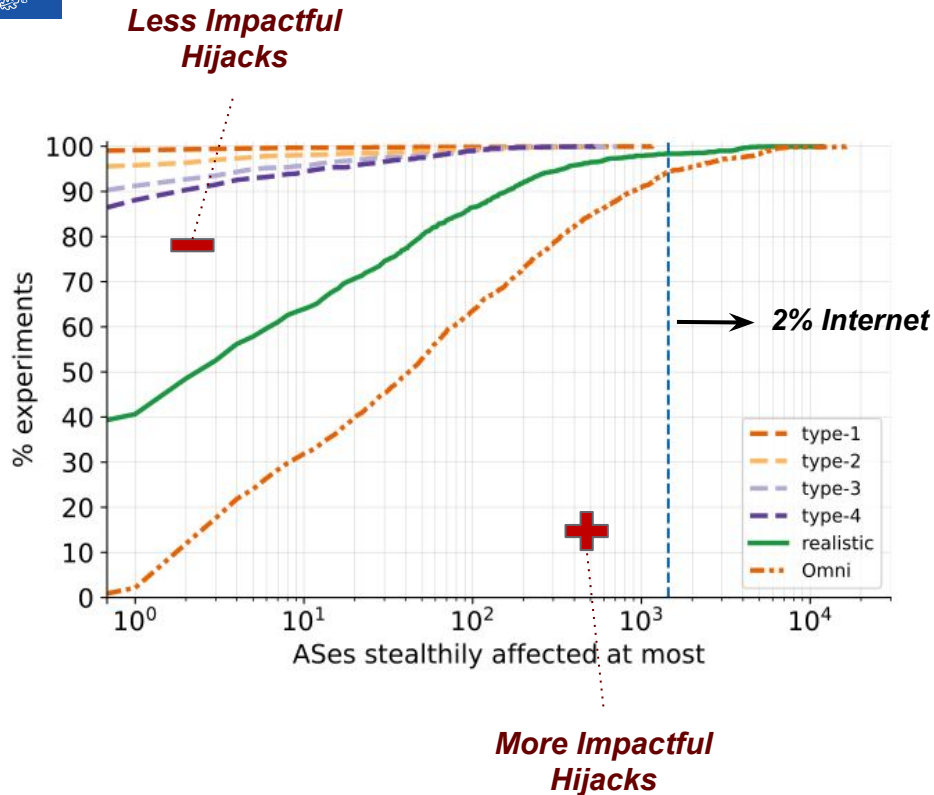 Less Impactful
Hijacks
100
90
80
70
60
50
40
30
20
10
0
% experiments
2% Internet
type-1
type-2
type-3
type-4
realistic
Omni
10⁰
10¹
10²
10³
10⁴
ASes stealthily affected at most
More Impactful
Hijacks